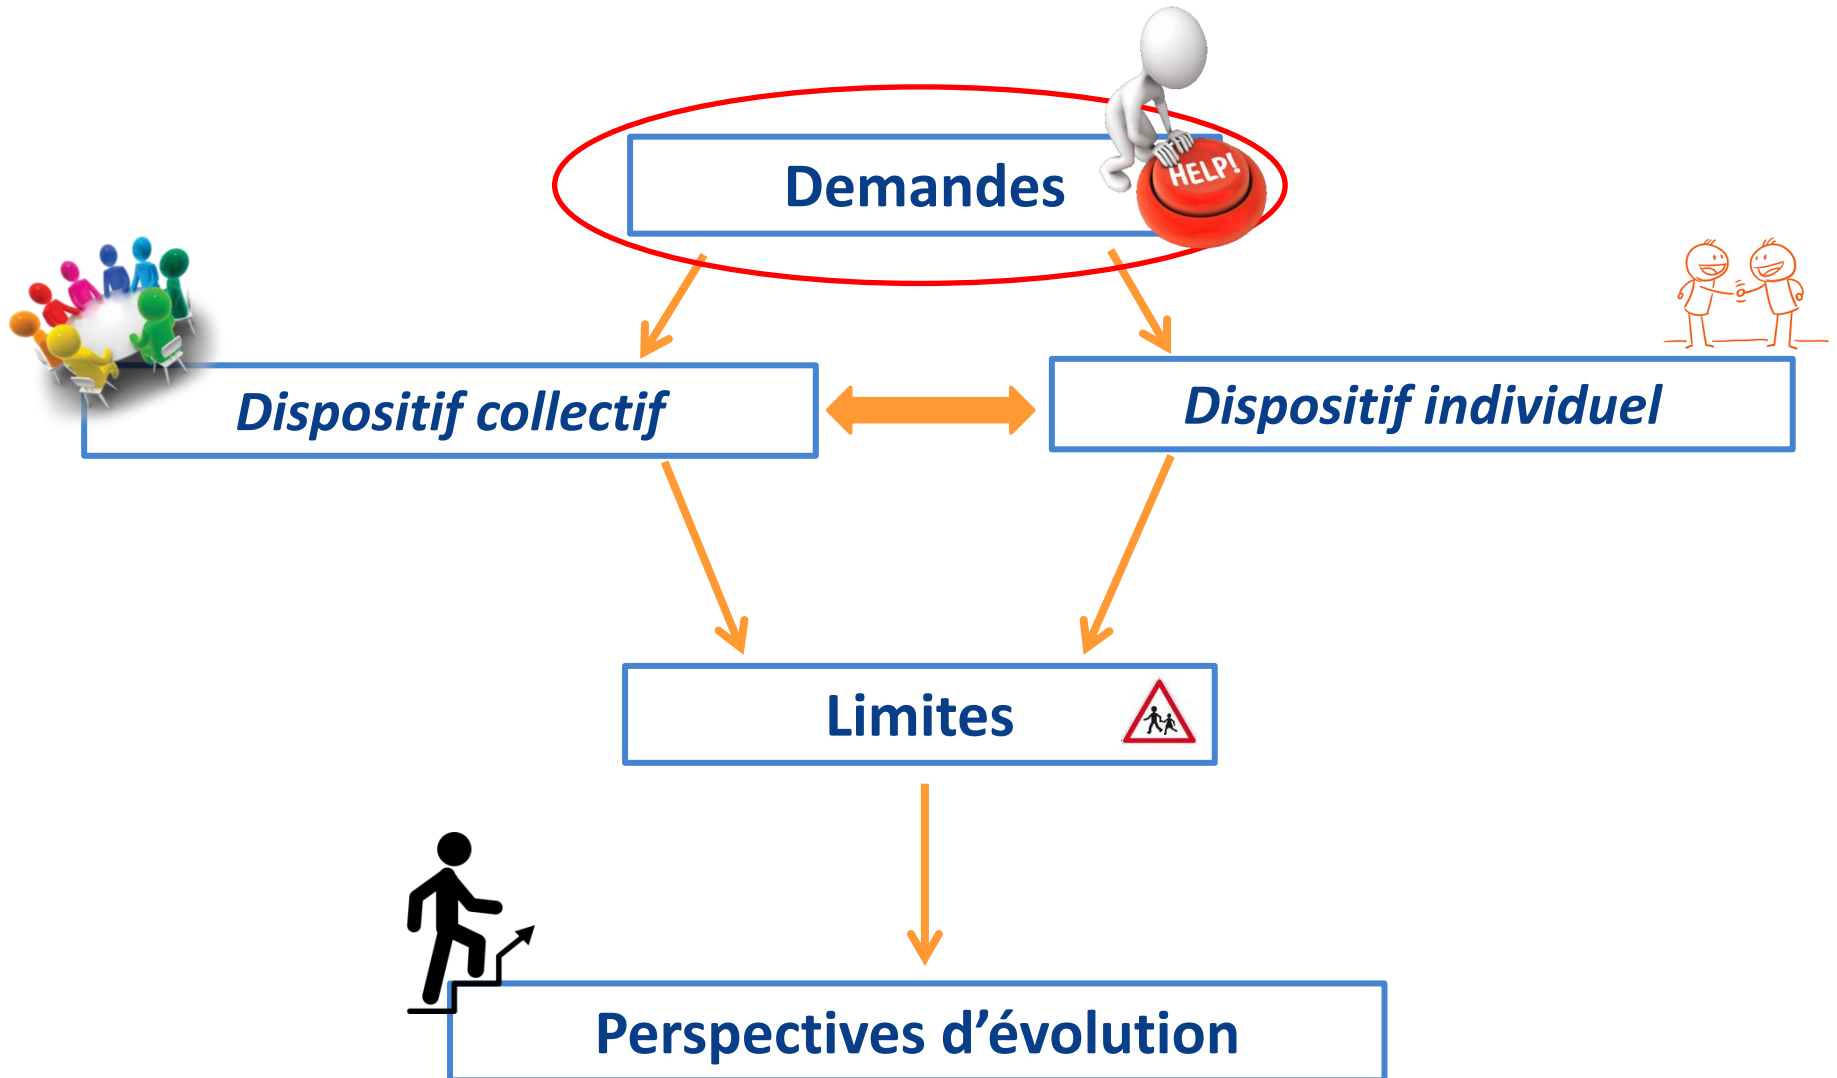 Demandes
HELP!
Dispositif collectif
Dispositif individuel
Limites
Perspectives d’évolution